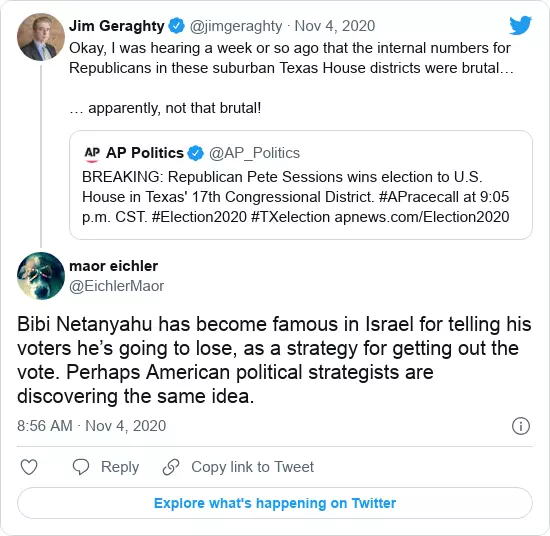 Jim Geraghty @jimgeraghty · Nov 4, 2020
Okay, I was hearing a week or so ago that the internal numbers for
Republicans in these suburban Texas House districts were brutal…
… apparently, not that brutal!
AP AP Politics @AP_Politics
BREAKING: Republican Pete Sessions wins election to U.S.
House in Texas' 17th Congressional District. #APracecall at 9:05
p.m. CST. #Election2020 #TXelection apnews.com/Election2020
maor eichler
@EichlerMaor
Bibi Netanyahu has become famous in Israel for telling his
voters he’s going to lose, as a strategy for getting out the
vote. Perhaps American political strategists are
discovering the same idea.
8:56 AM · Nov 4, 2020
Reply Copy link to Tweet
Explore what's happening on Twitter